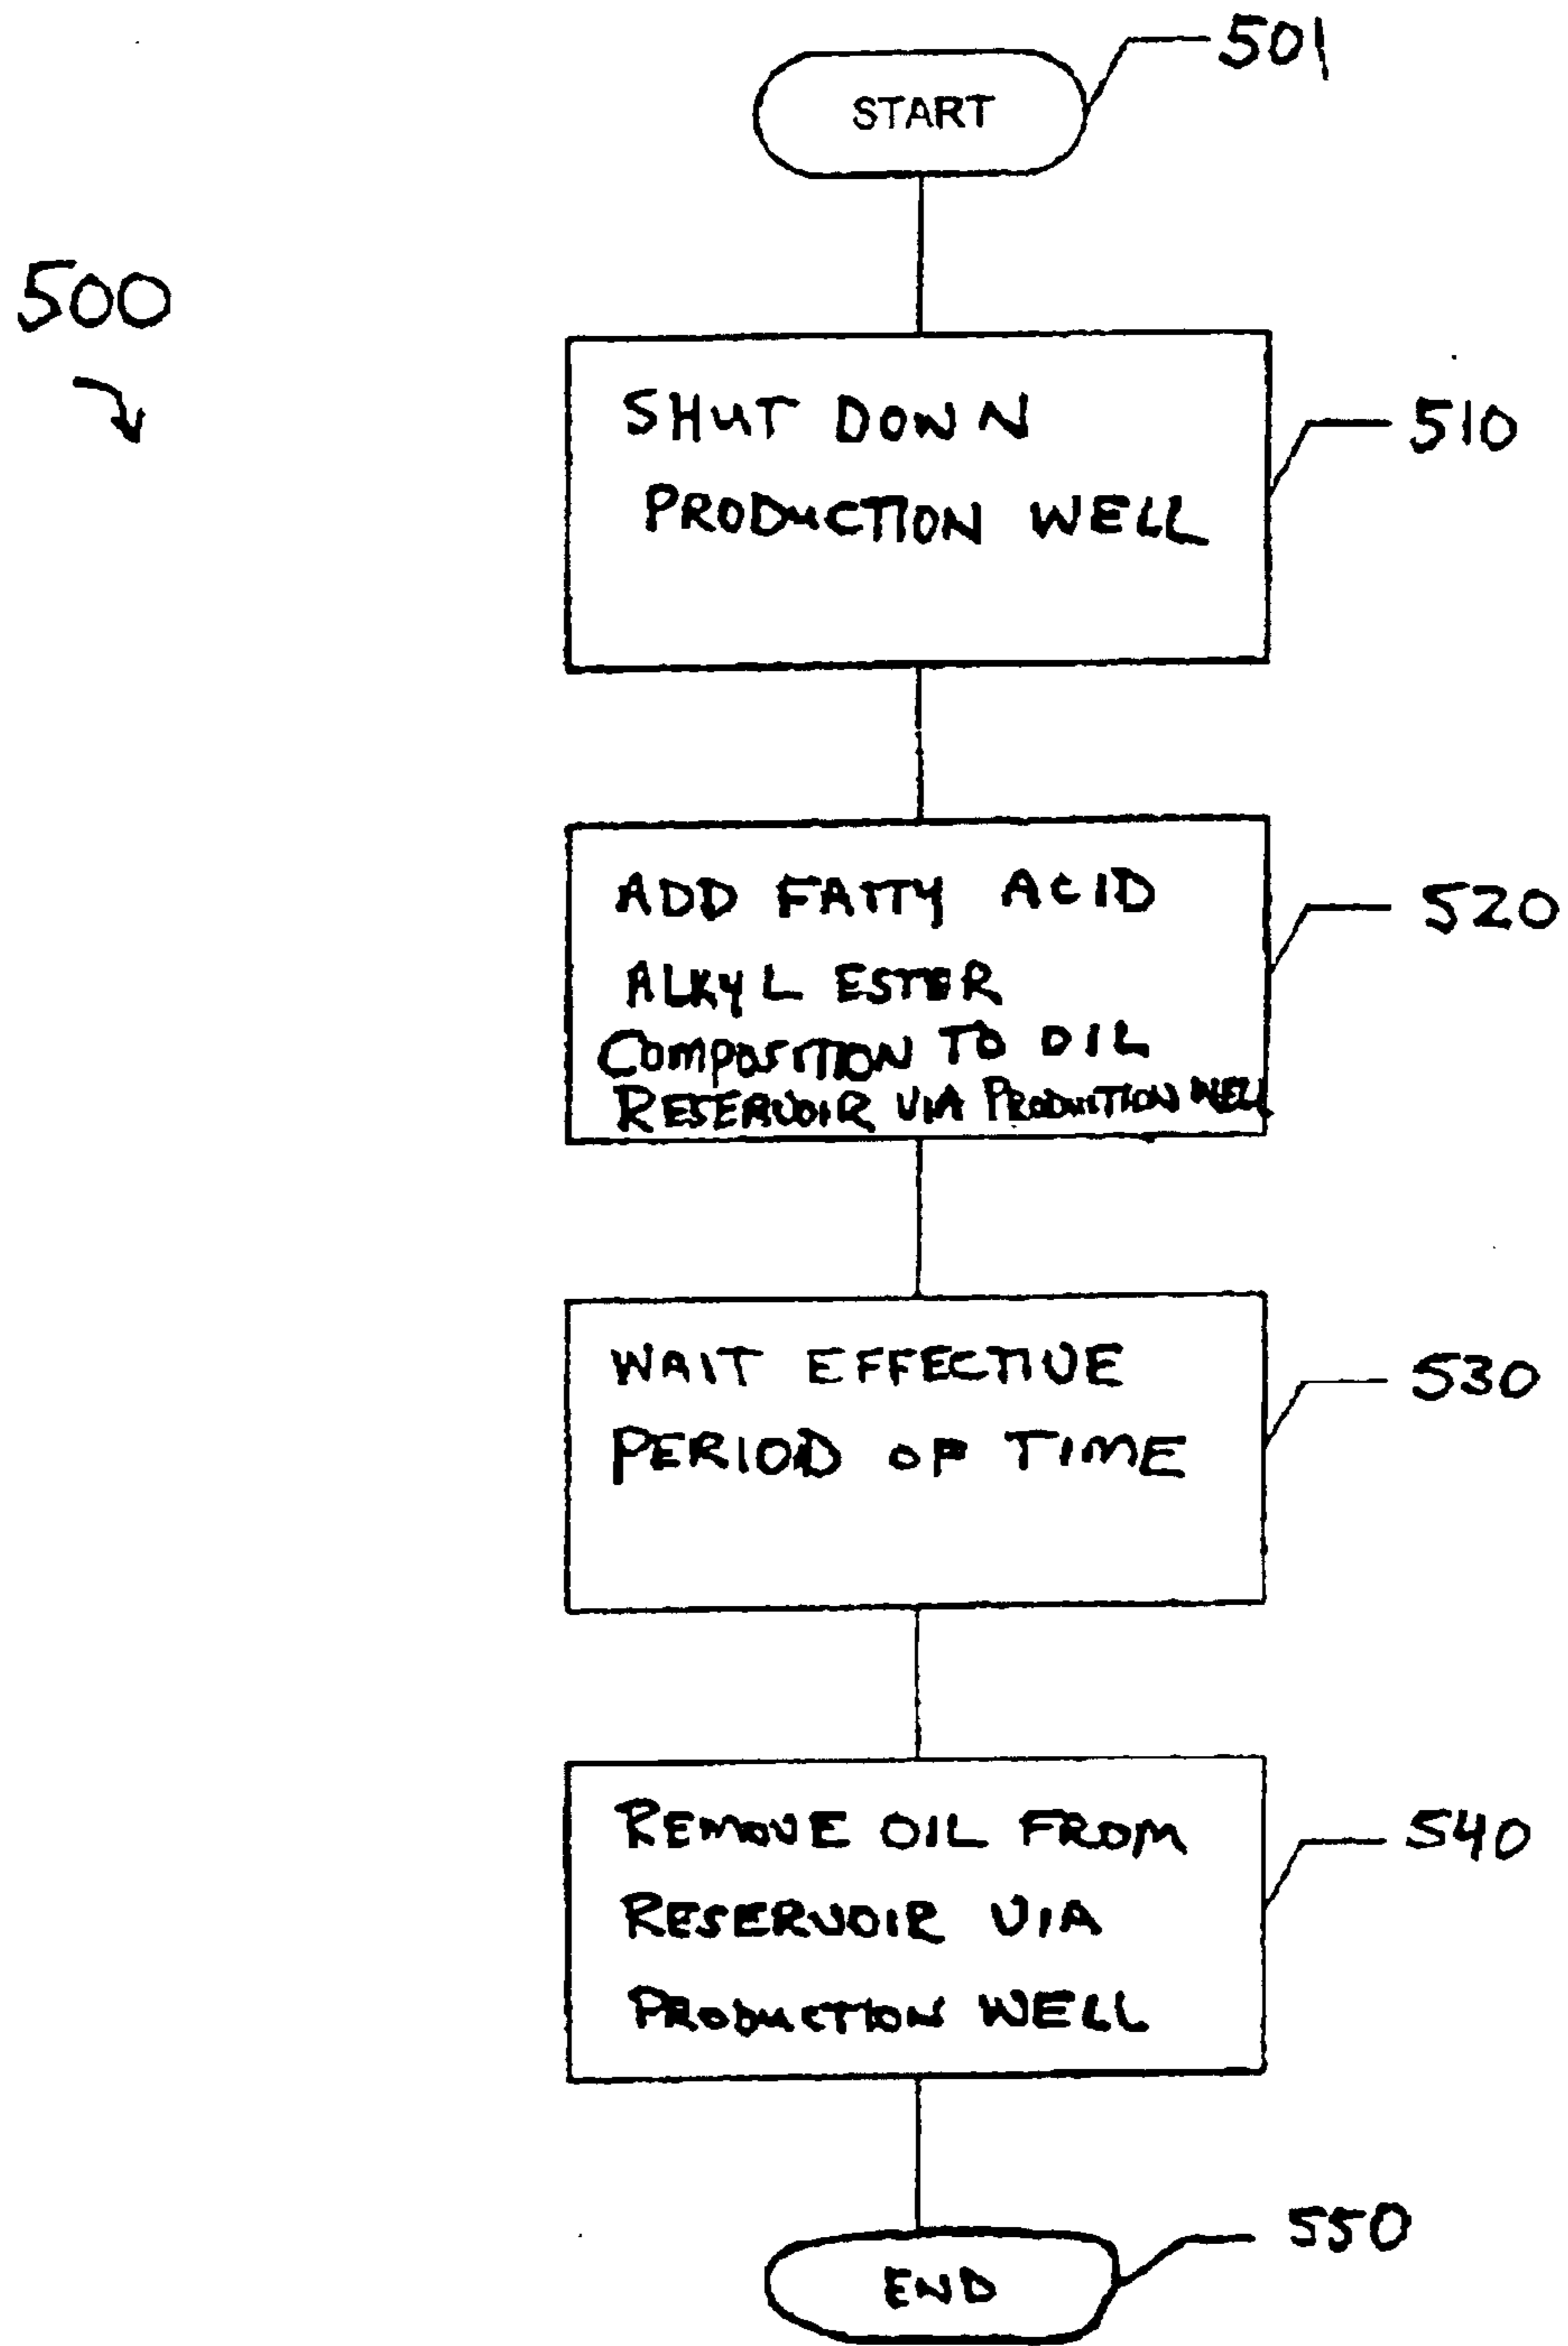 501
START
500
SHUT DOWN
PRODUCTION WELL
510
ADD FATTY ACID
ALKYL ESTER
COMPOSITION TO OIL
RESERVOIR VIA PRODUCTION WELL
520
WAIT EFFECTIVE
PERIOD OF TIME
530
REMOVE OIL FROM
RESERVOIR VIA
PRODUCTION WELL
540
550
END